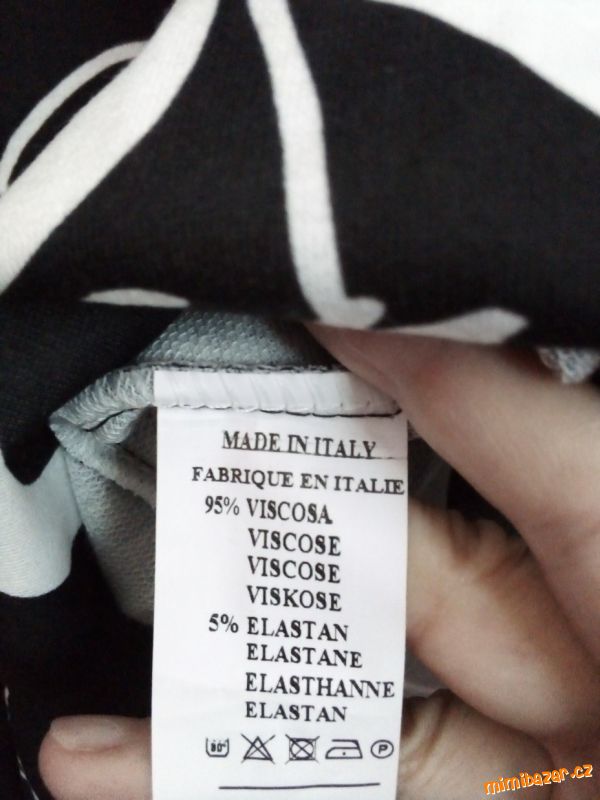 MADE IN ITALY
FABRIQUE EN ITALIE
95% VISCOSA
VISCOSE
VISCOSE
VISKOSE
5% ELASTAN
ELASTANE
ELASTHANNE
ELASTAN
P
mimibazar.cz